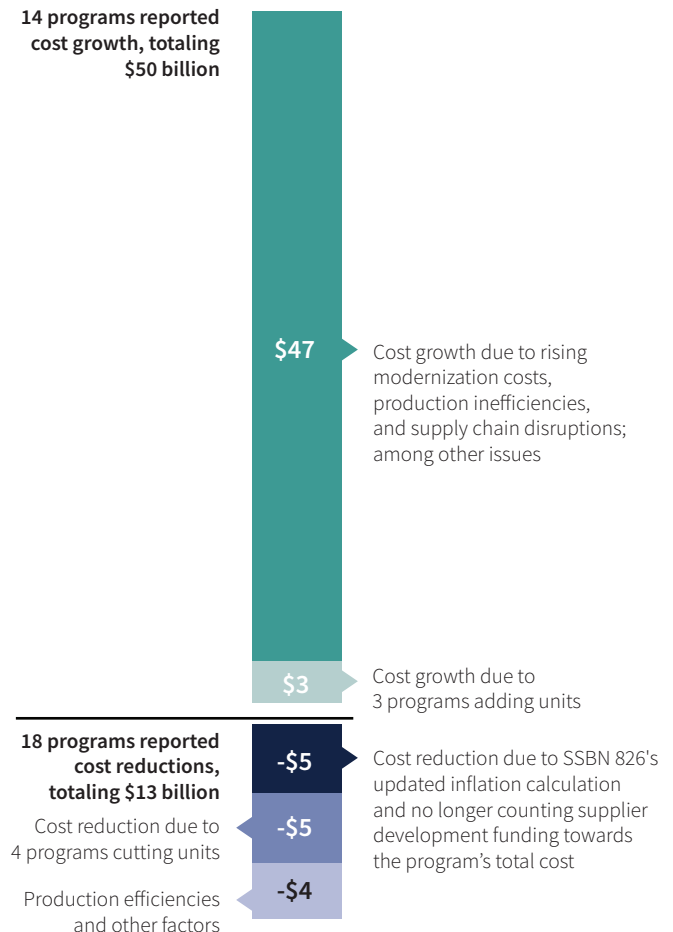 14 programs reported
cost growth, totaling
$50 billion
$47
Cost growth due to rising
modernization costs,
production inefficiencies,
and supply chain disruptions;
among other issues
$3
Cost growth due to
3 programs adding units
18 programs reported
cost reductions,
totaling $13 billion
-$5
Cost reduction due to SSBN 826's
updated inflation calculation
and no longer counting supplier
development funding towards
the program’s total cost
Cost reduction due to
4 programs cutting units
-$5
Production efficiencies
and other factors
-$4